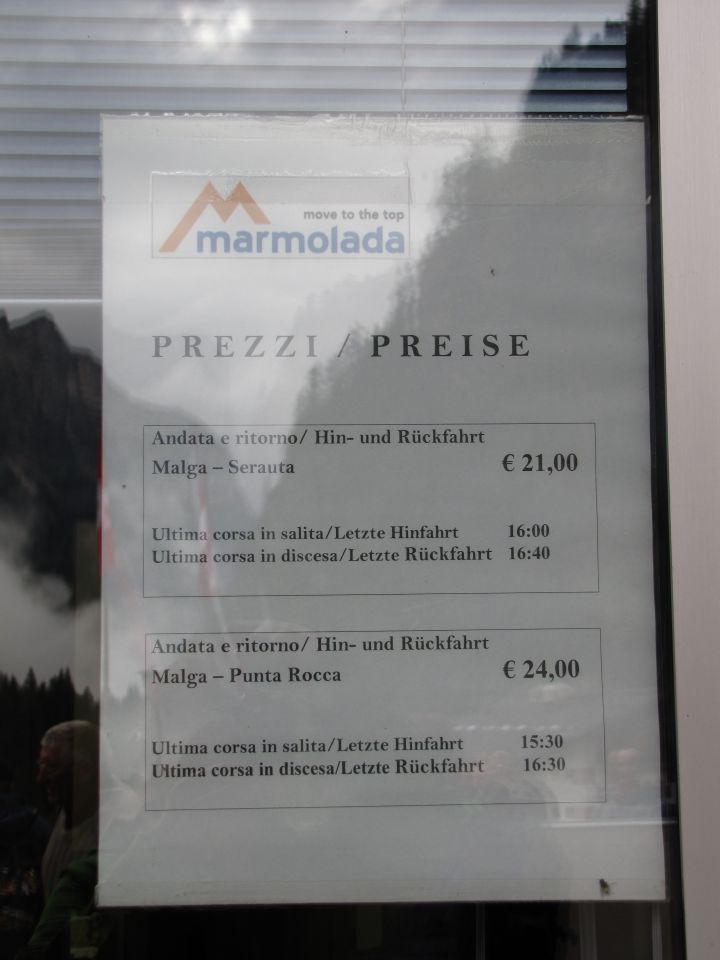 move to the top
marmolada
PREZZI / PREISE
Andata e ritorno/ Hin- und Rückfahrt
Malga – Serauta € 21,00
Ultima corsa in salita/Letzte Hinfahrt 16:00
Ultima corsa in discesa/Letzte Rückfahrt 16:40
Andata e ritorno/ Hin- und Rückfahrt
Malga – Punta Rocca € 24,00
Ultima corsa in salita/Letzte Hinfahrt 15:30
Ultima corsa in discesa/Letzte Rückfahrt 16:30